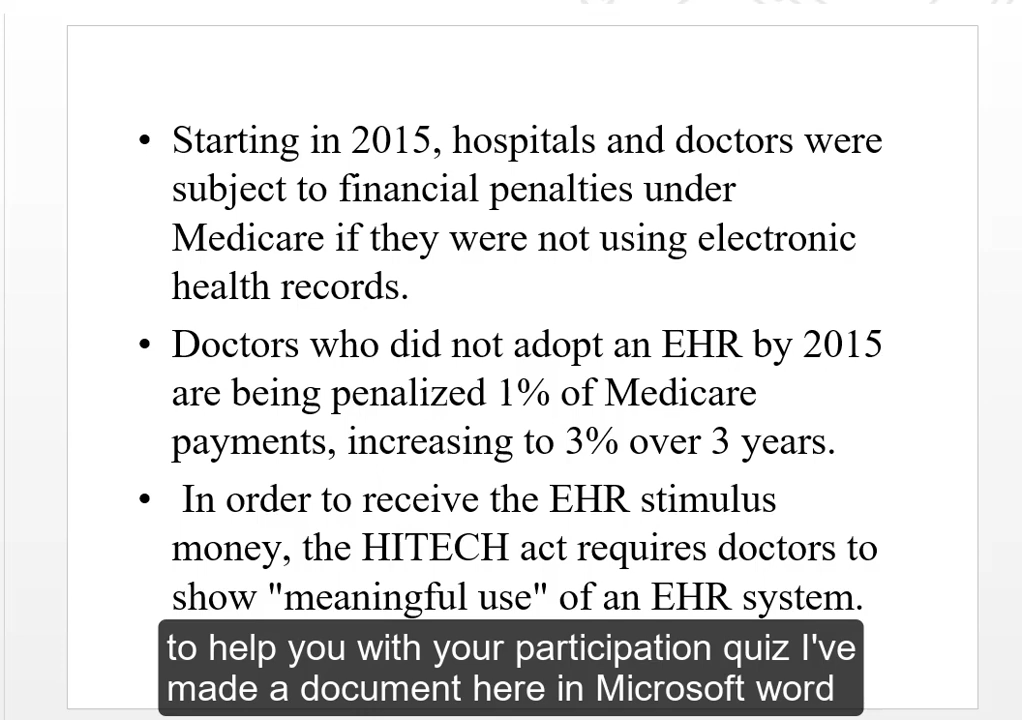 • Starting in 2015, hospitals and doctors were
subject to financial penalties under
Medicare if they were not using electronic
health records.
• Doctors who did not adopt an EHR by 2015
are being penalized 1% of Medicare
payments, increasing to 3% over 3 years.
• In order to receive the EHR stimulus
money, the HITECH act requires doctors to
show "meaningful use" of an EHR system.
to help you with your participation quiz I've
made a document here in Microsoft word